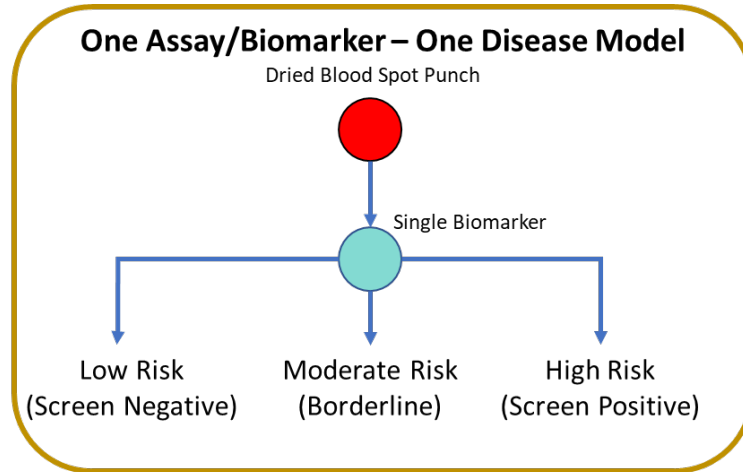 One Assay/Biomarker – One Disease Model
Dried Blood Spot Punch
Single Biomarker
Low Risk
(Screen Negative)
Moderate Risk
(Borderline)
High Risk
(Screen Positive)